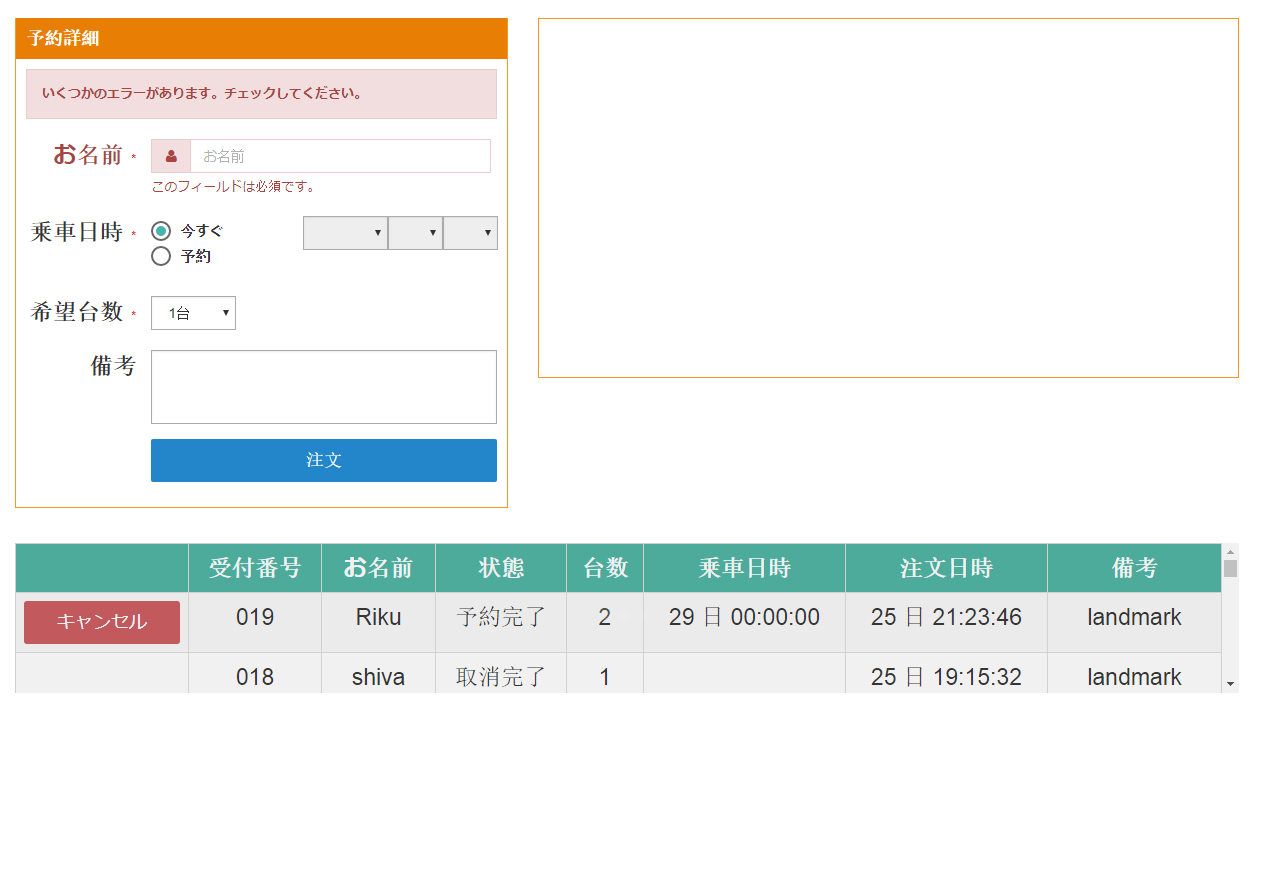 予約詳細
いくつかのエラーがあります。チェックしてください。
お名前 *
お名前
このフィールドは必須です。
乗車日時 * 今すぐ
予約
希望台数 * 1台
備考
注文
受付番号 お名前 状態 台数 乗車日時 注文日時 備考
キャンセル 019 Riku 予約完了 2 29 日 00:00:00 25 日 21:23:46 landmark
018 shiva 取消完了 1 25 日 19:15:32 landmark